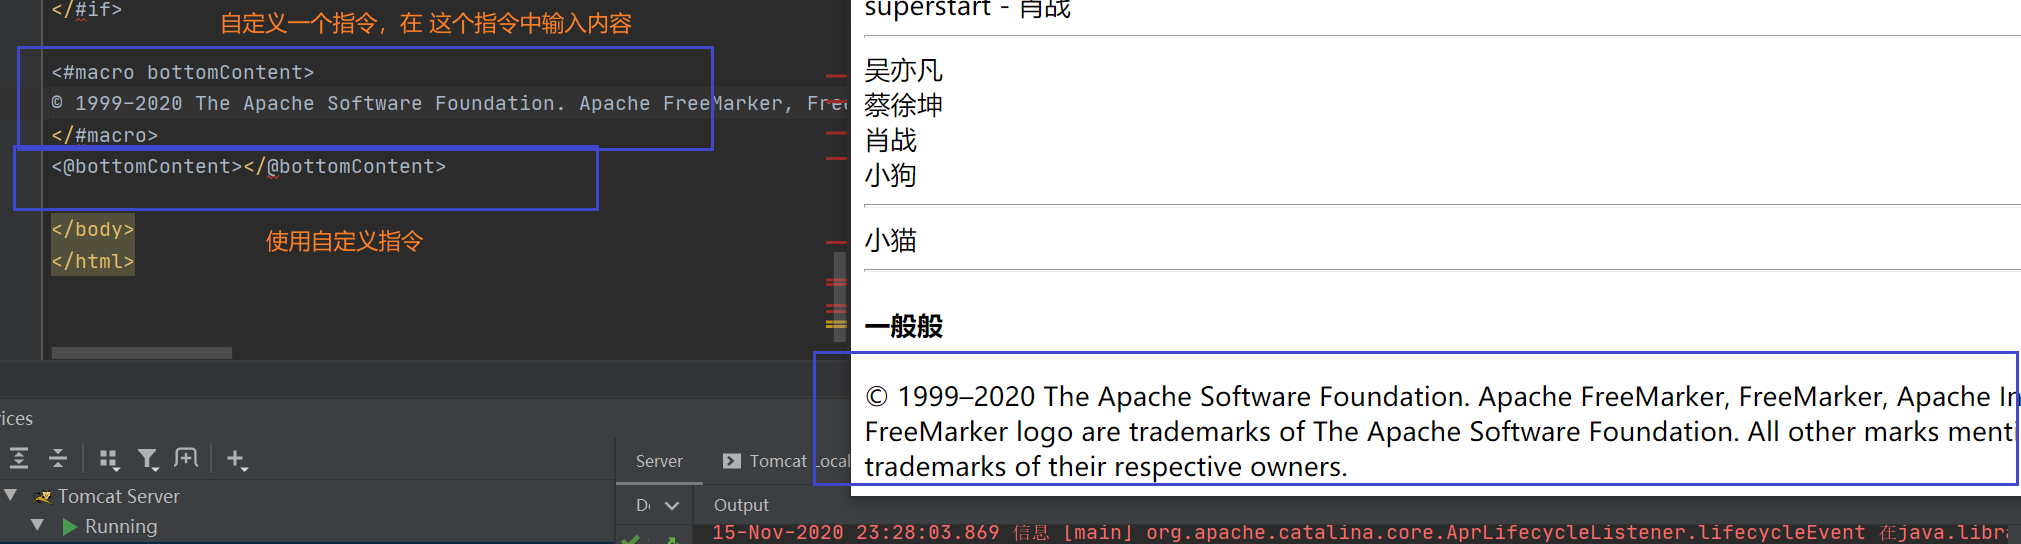 </#if>
自定义一个指令，在 这个指令中输入内容
<#macro bottomContent>
© 1999–2020 The Apache Software Foundation. Apache FreeMarker, Free
</#macro>
<@bottomContent></@bottomContent>
</body>
使用自定义指令
</html>
superstart - 肖战
吴亦凡
蔡徐坤
肖战
小狗
小猫
一般般
© 1999–2020 The Apache Software Foundation. Apache FreeMarker, FreeMarker, Apache In
FreeMarker logo are trademarks of The Apache Software Foundation. All other marks menti
trademarks of their respective owners.
ices
Server
Tomcat Local
Tomcat Server
Running
Output
15-Nov-2020 23:28:03.869 信息 [main] org.apache.catalina.core.AprLifecycleListener.lifecycleEvent 在java.libr